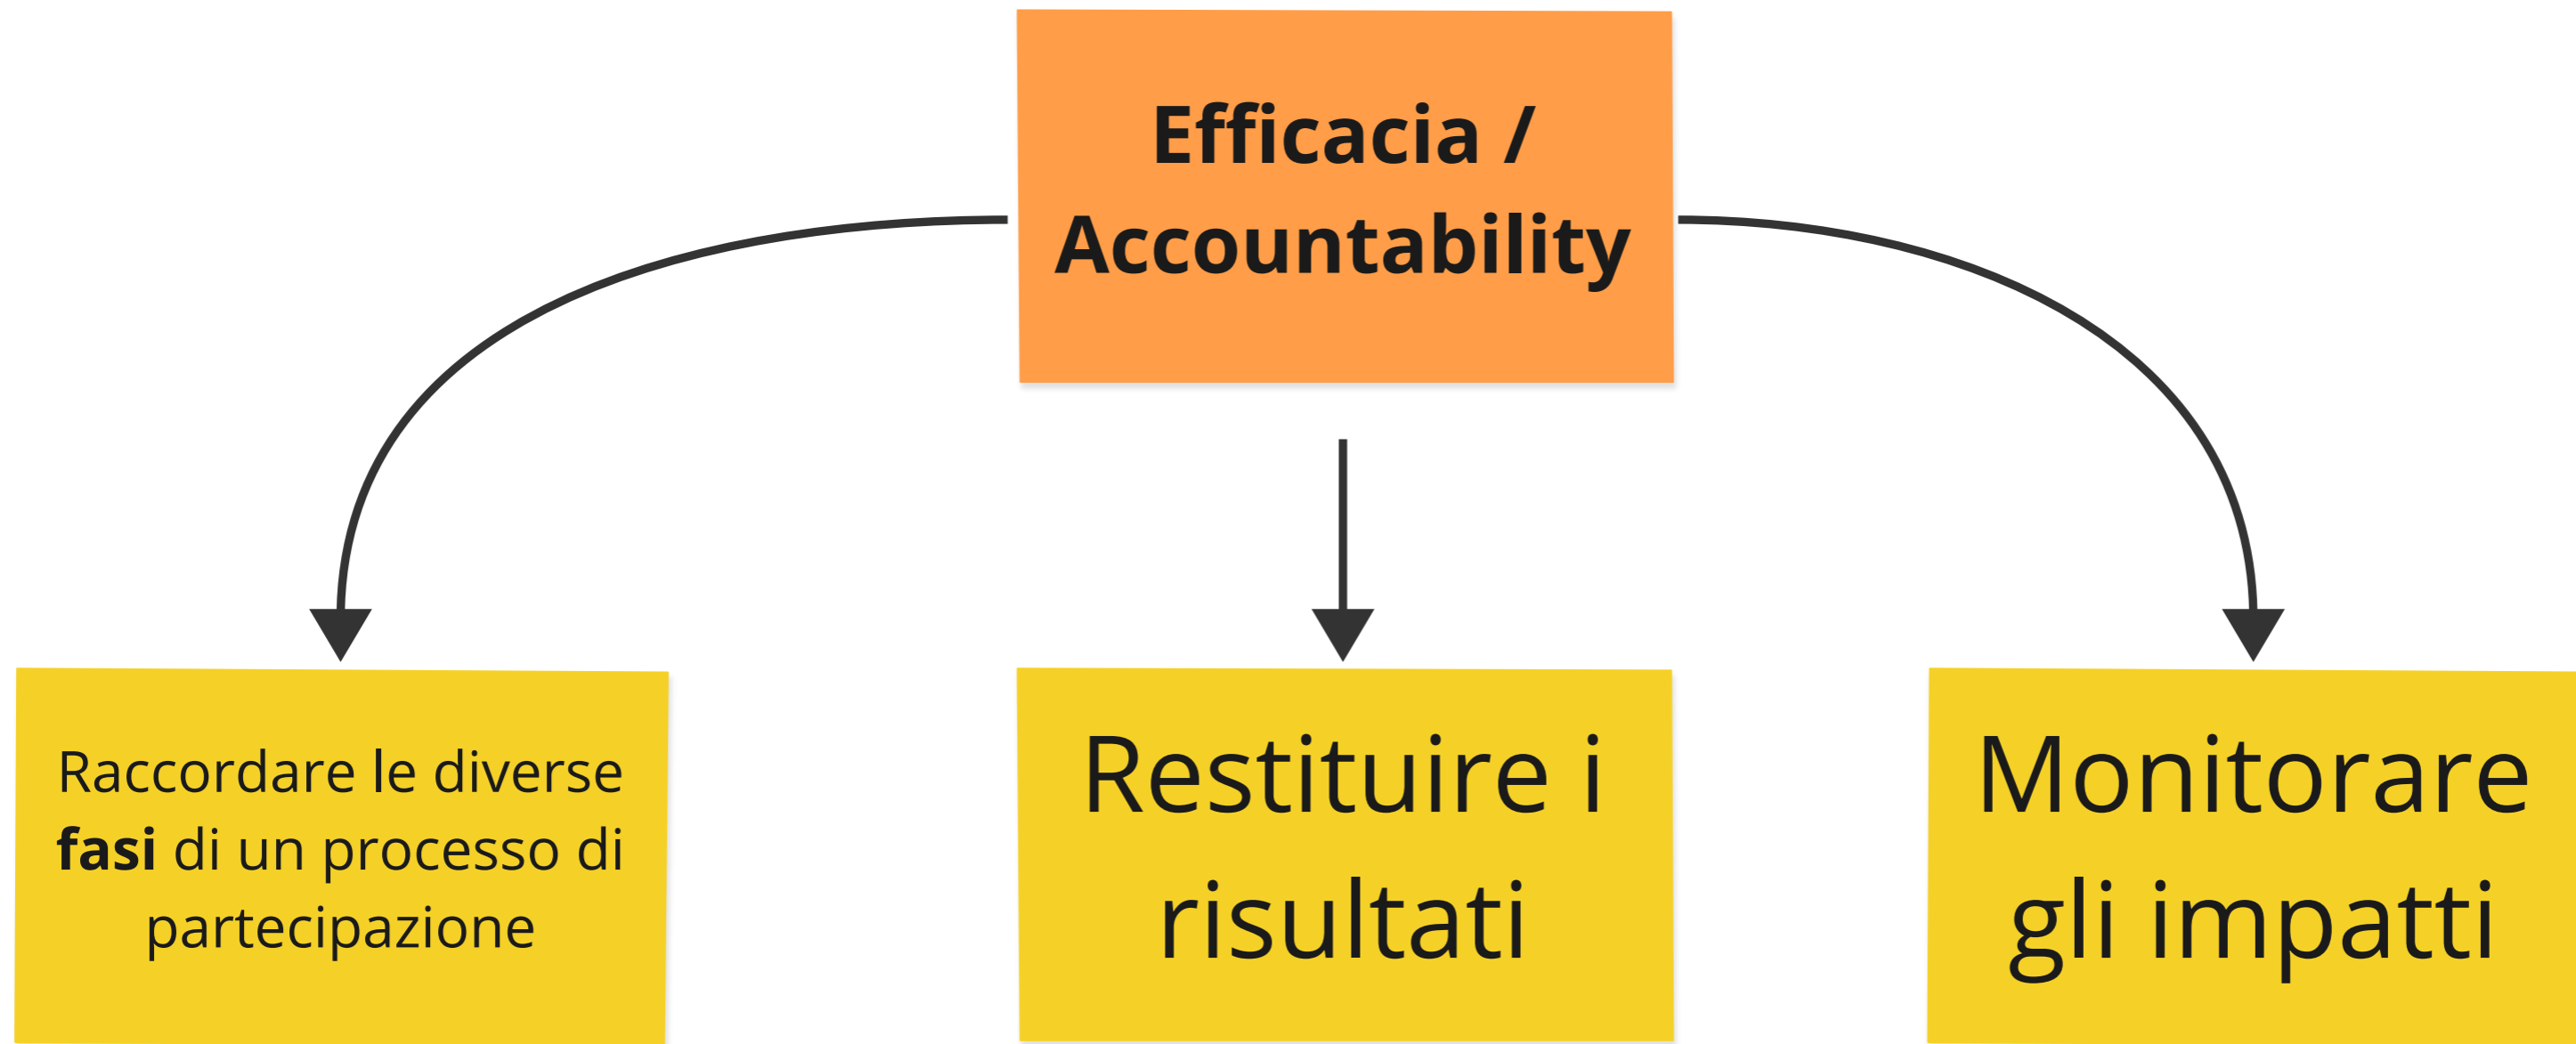 Efficacia /
Accountability
Raccordare le diverse
fasi di un processo di
partecipazione
Restituire i
risultati
Monitorare
gli impatti